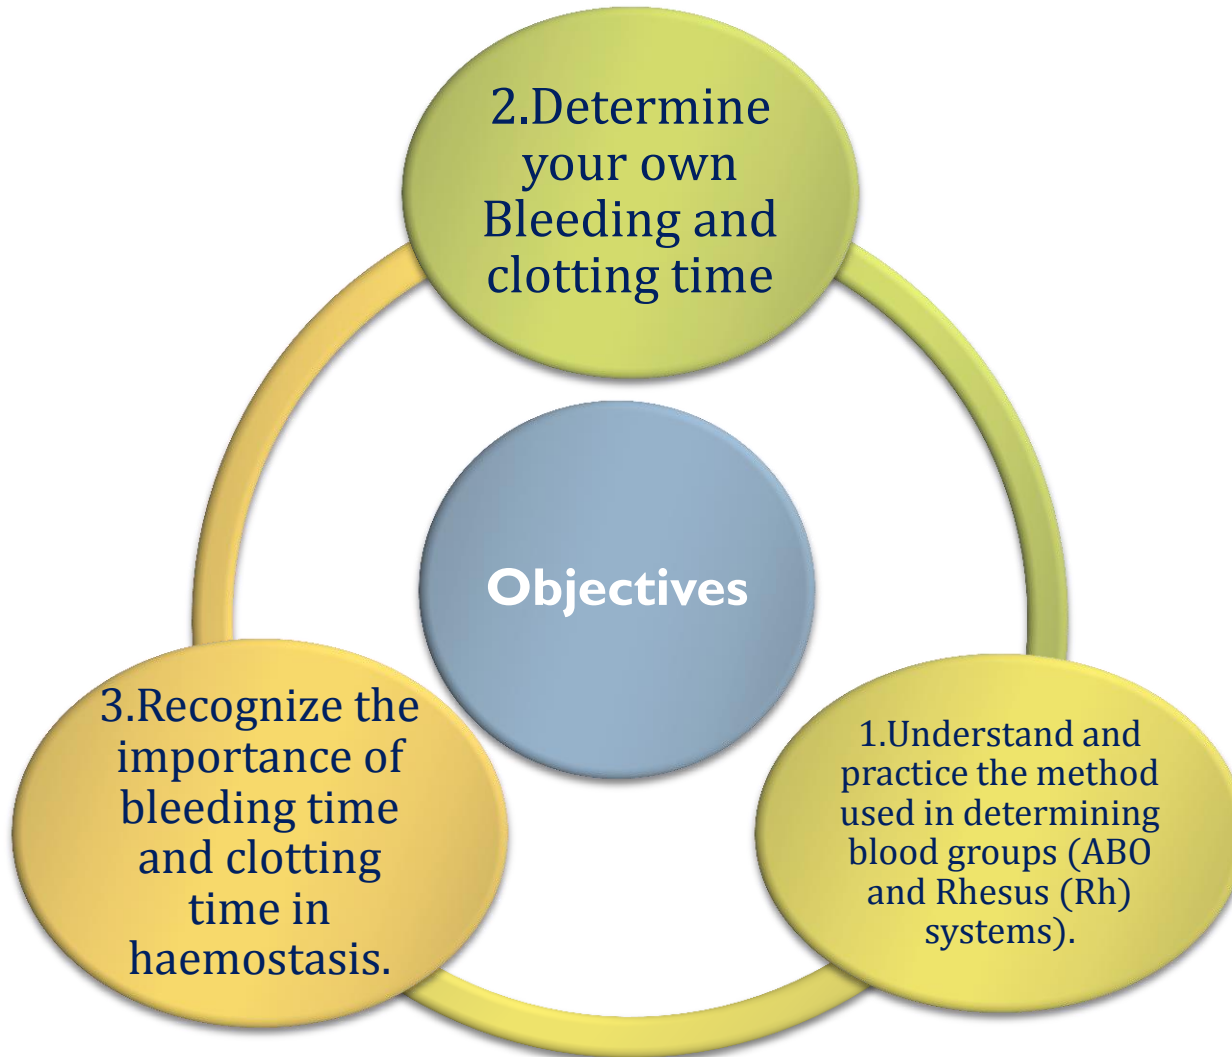 2.Determine
your own
Bleeding and
clotting time
Objectives
3.Recognize the
importance of
bleeding time
and clotting
time in
haemostasis.
1.Understand and
practice the method
used in determining
blood groups (ABO
and Rhesus (Rh)
systems).